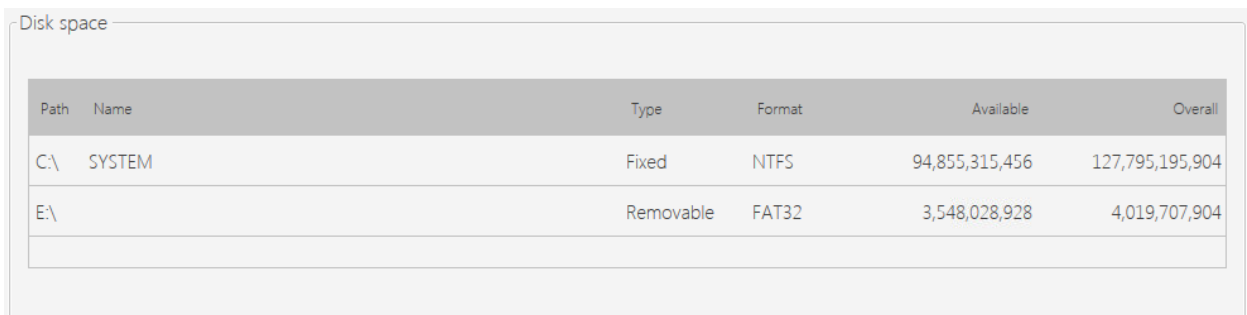 Disk space
Path Name Type Format Available Overall
C:\ SYSTEM Fixed NTFS 94,855,315,456 127,795,195,904
E:\ Removable FAT32 3,548,028,928 4,019,707,904